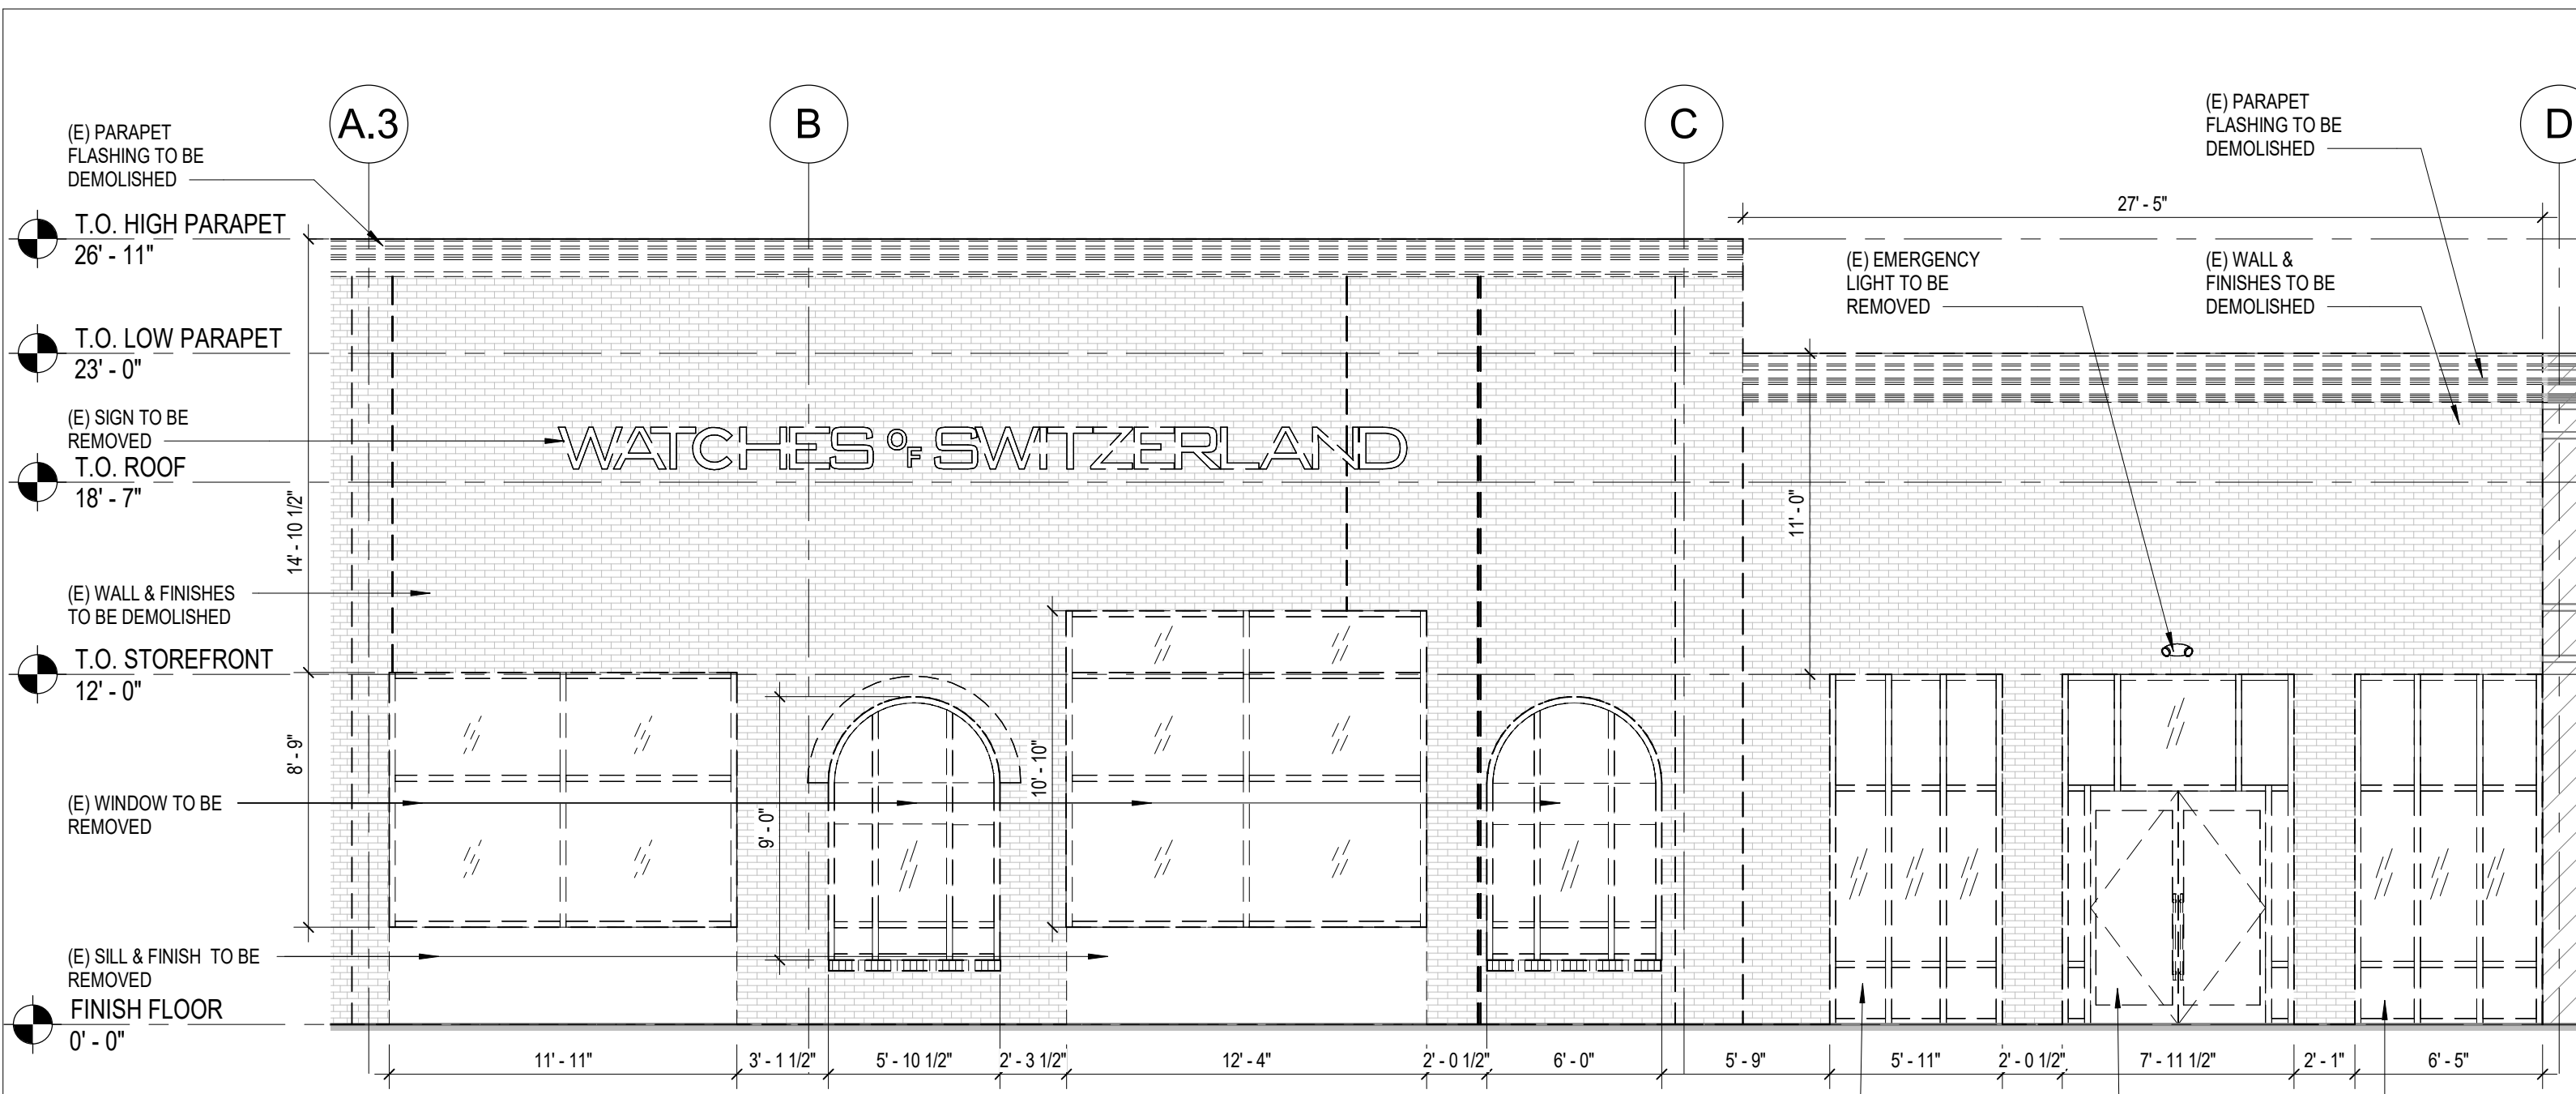 A.3
B
C
D
(E) PARAPET
FLASHING TO BE
DEMOLISHED
(E) PARAPET
FLASHING TO BE
DEMOLISHED
T.O. HIGH PARAPET
26' - 11"
27' - 5"
(E) EMERGENCY
LIGHT TO BE
REMOVED
(E) WALL &
FINISHES TO BE
DEMOLISHED
T.O. LOW PARAPET
23' - 0"
(E) SIGN TO BE
REMOVED
WATCHES OF SWITZERLAND
T.O. ROOF
18' - 7"
14' - 10 1/2"
11' - 0"
(E) WALL & FINISHES
TO BE DEMOLISHED
T.O. STOREFRONT
12' - 0"
8' - 9"
9' - 0"
10' - 10"
(E) WINDOW TO BE
REMOVED
(E) SILL & FINISH TO BE
REMOVED
FINISH FLOOR
0' - 0"
11' - 11"
3' - 1 1/2"
5' - 10 1/2"
2' - 3 1/2"
12' - 4"
2' - 0 1/2"
6' - 0"
5' - 9"
5' - 11"
2' - 0 1/2"
7' - 11 1/2"
2' - 1"
6' - 5"